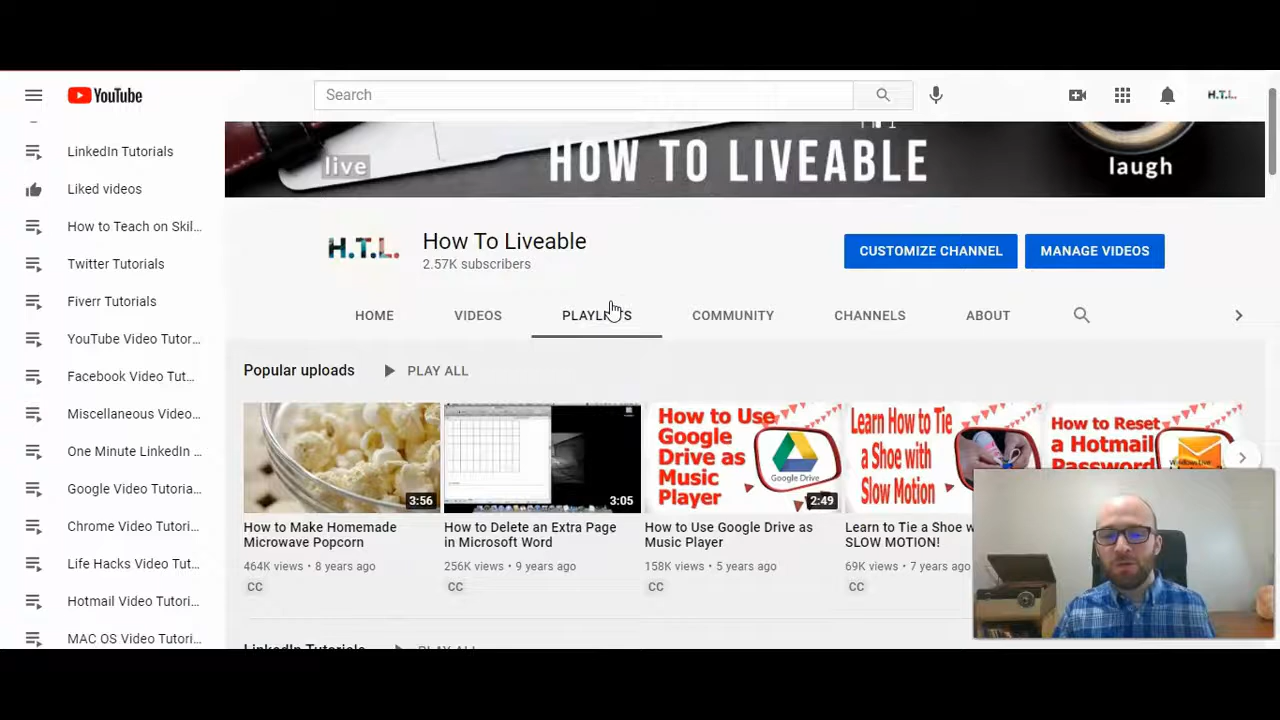 YouTube
Search
H.T.L.
live
HOW TO LIVEABLE
laugh
LinkedIn Tutorials
Liked videos
How to Teach on Skil...
Twitter Tutorials
Fiverr Tutorials
YouTube Video Tutor...
Facebook Video Tut...
Miscellaneous Video...
One Minute LinkedIn ...
Google Video Tutoria...
Chrome Video Tutori...
Life Hacks Video Tut...
Hotmail Video Tutori...
MAC OS Video Tutori...
H.T.L.
How To Liveable
2.57K subscribers
CUSTOMIZE CHANNEL
MANAGE VIDEOS
HOME
VIDEOS
PLAYLISTS
COMMUNITY
CHANNELS
ABOUT
Popular uploads
PLAY ALL
3:56
How to Make Homemade
Microwave Popcorn
464K views • 8 years ago
CC
3:05
How to Delete an Extra Page
in Microsoft Word
256K views • 9 years ago
CC
How to Use
Google
Drive as
Music
Player
Google Drive
2:49
How to Use Google Drive as
Music Player
158K views • 5 years ago
CC
Learn How to Tie
a Shoe with
Slow Motion
Learn to Tie a Shoe w
SLOW MOTION!
69K views • 7 years ago
CC
How to Reset
a Hotmail
Password
Windows Live
LinkedIn Tutorials
PLAY ALL